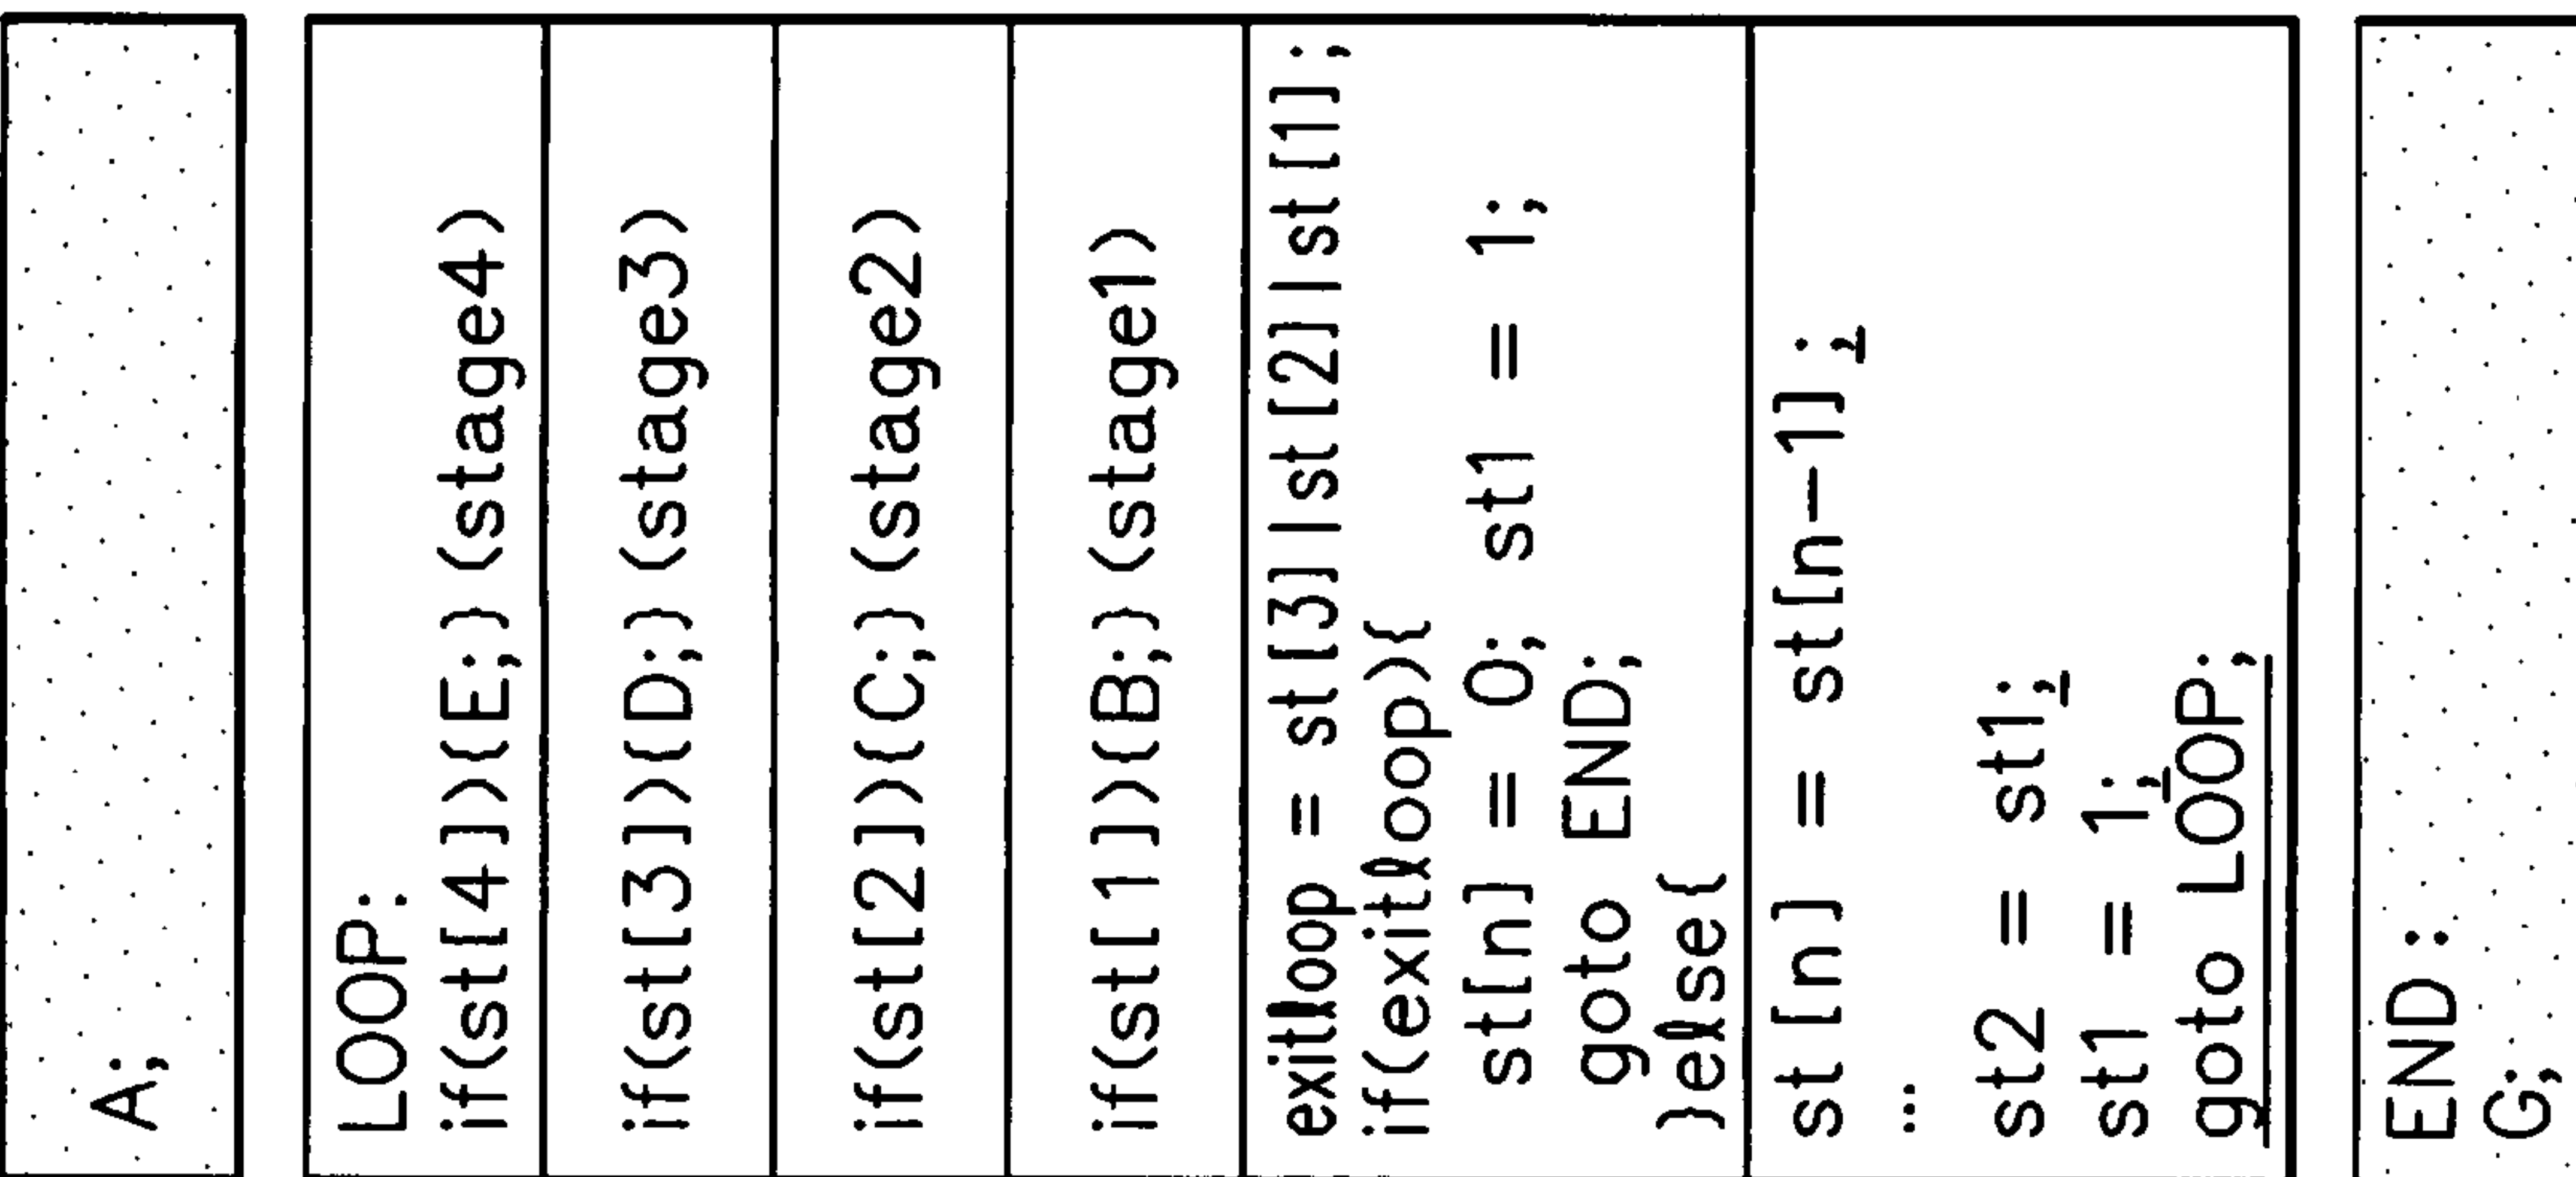 A;
LOOP:
if(st[4])(E;)(stage4)
if(st[3])(D;)(stage3)
if(st[2])(C;)(stage2)
if(st[1])(B;)(stage1)
exitloop = st[3]|st[2]|st[1];
if(exitloop){
st[n] = 0; st1 = 1;
goto END;
}else{
st[n] = st[n-1];
...
st2 = st1;
st1 = 1;
goto LOOP;
END:
G;